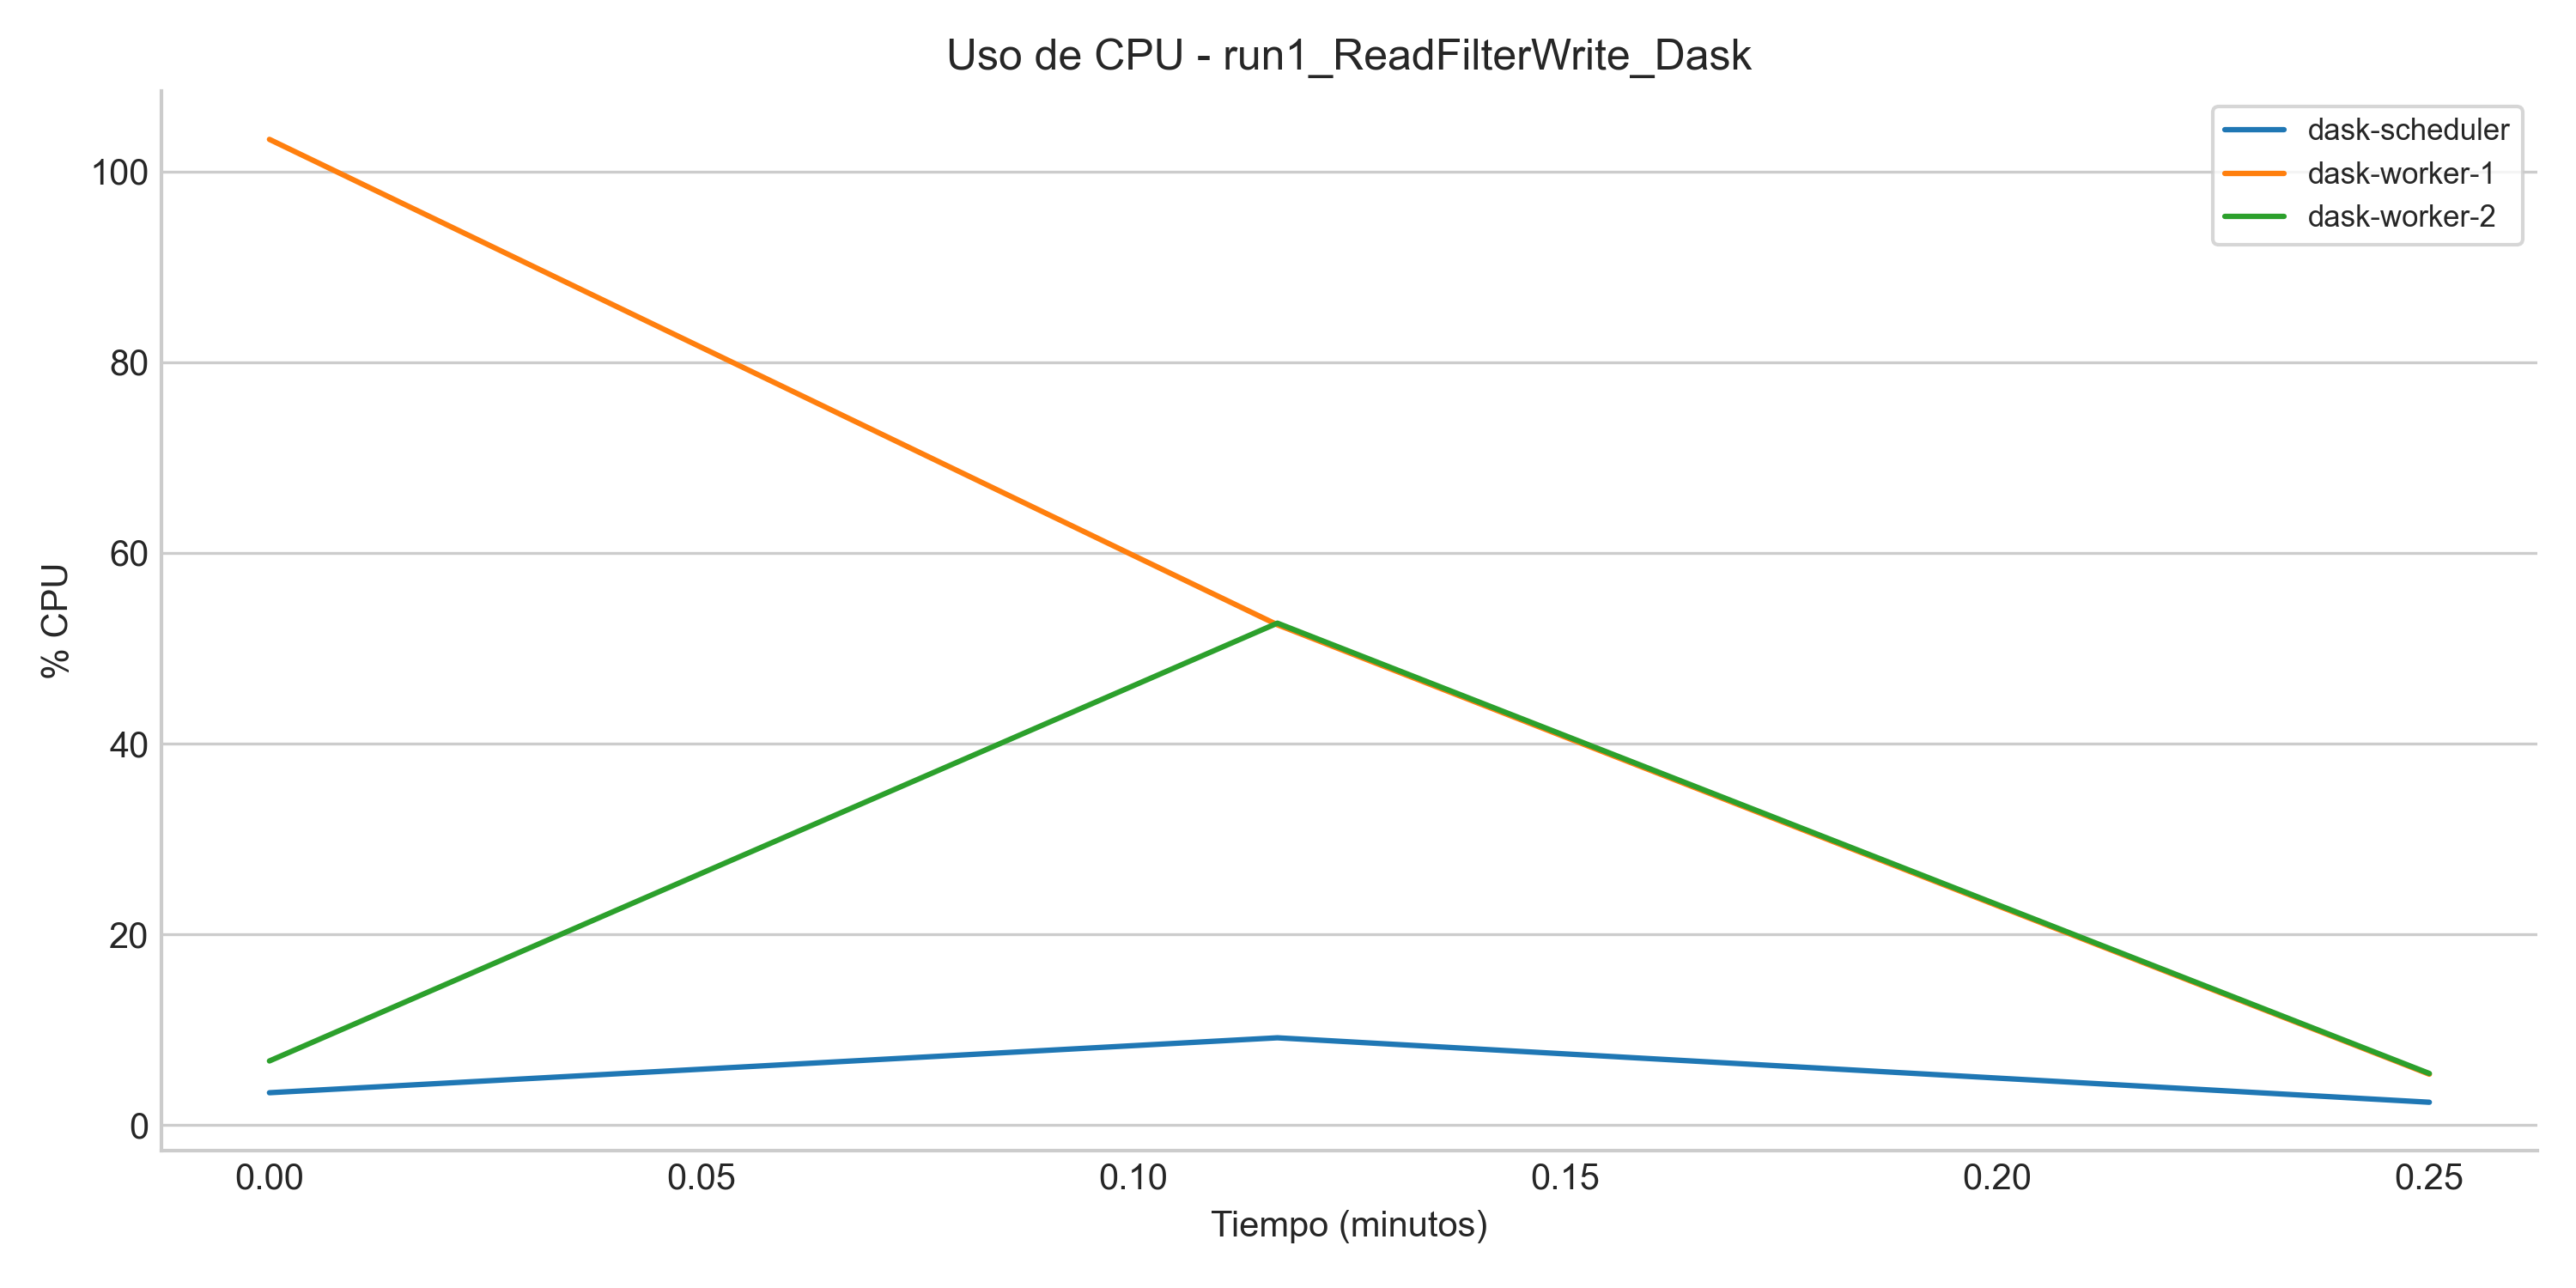 Uso de CPU - run1_ReadFilterWrite_Dask
dask-scheduler
dask-worker-1
dask-worker-2
% CPU
100
80
60
40
20
0
0.00 0.05 0.10 0.15 0.20 0.25
Tiempo (minutos)